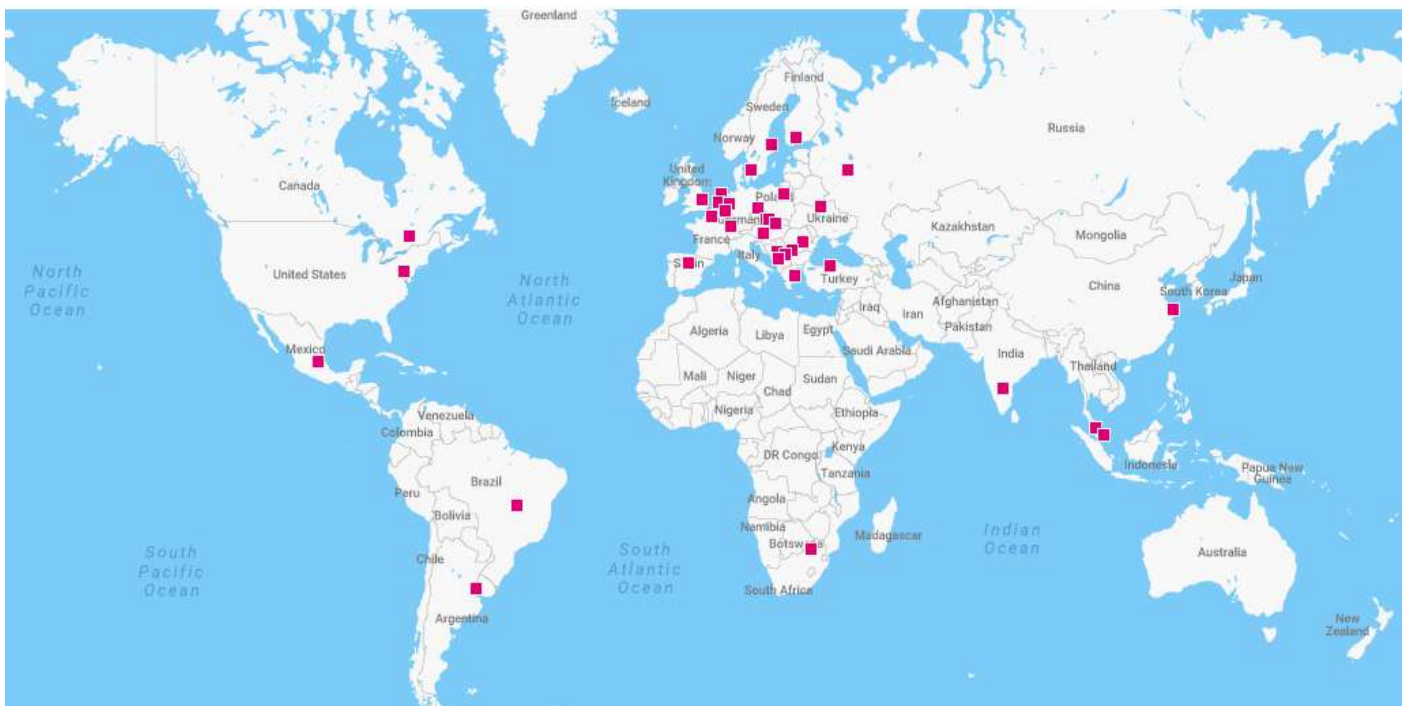 Greenland
Iceland
Finland
Sweden
Norway
Russia
United
Kingdom
Canada
Ukraine
Kazakhstan
Mongolia
France
Italy
United States
North
Pacific
Ocean
North
Atlantic
Ocean
Turkey
China
South Korea
Japan
Afghanistan
Iraq
Iran
Pakistan
Algeria
Libya
Egypt
Saudi Arabia
India
Thailand
Mexico
Mali
Niger
Chad
Sudan
Nigeria
Ethiopia
Venezuela
Colombia
DR Congo
Kenya
Tanzania
Indonesia
Papua New
Guinea
Peru
Brazil
Bolivia
Angola
Namibia
Madagascar
Indian
Ocean
South
Pacific
Ocean
South
Atlantic
Ocean
Chile
Australia
South Africa
Argentina
New
Zealand